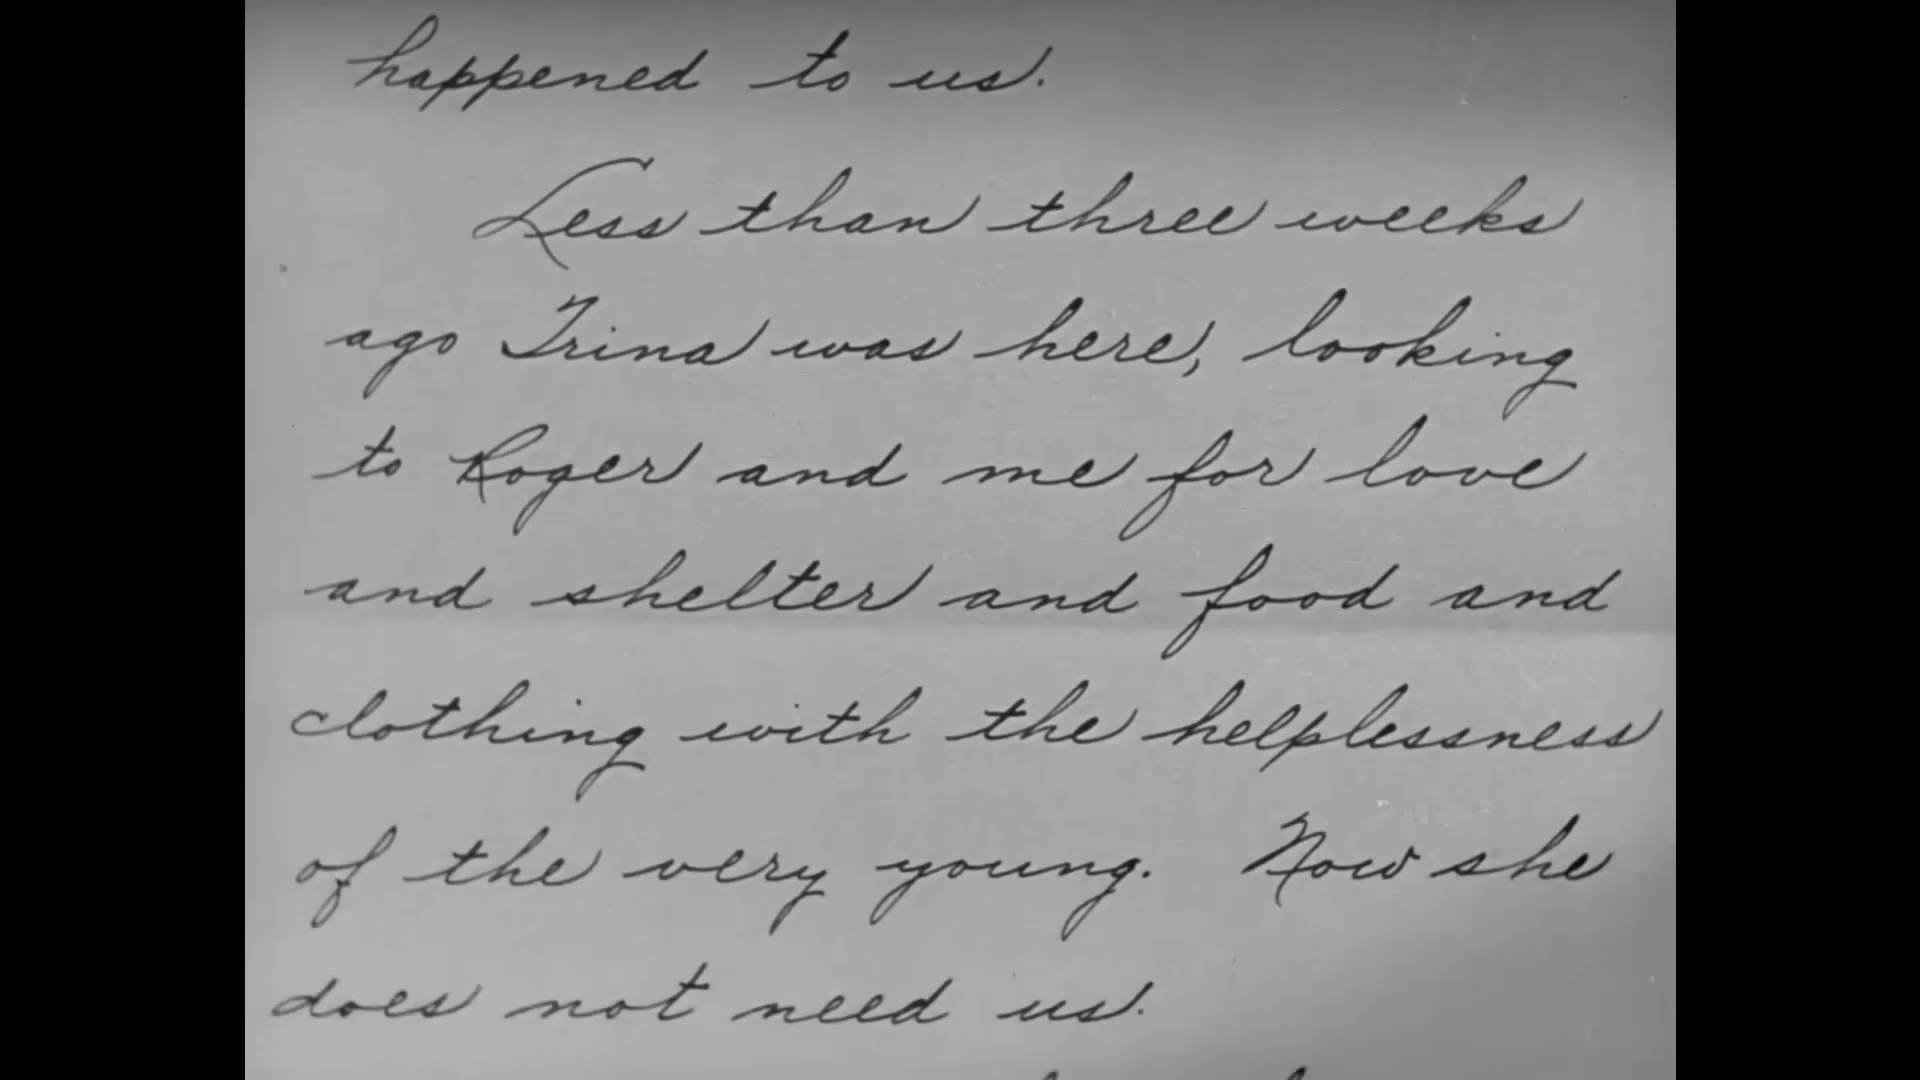 happened to us.
Less than three weeks
ago Trina was here, looking
to Roger and me for love
and shelter and food and
clothing with the helplessness
of the very young. Now she
does not need us.